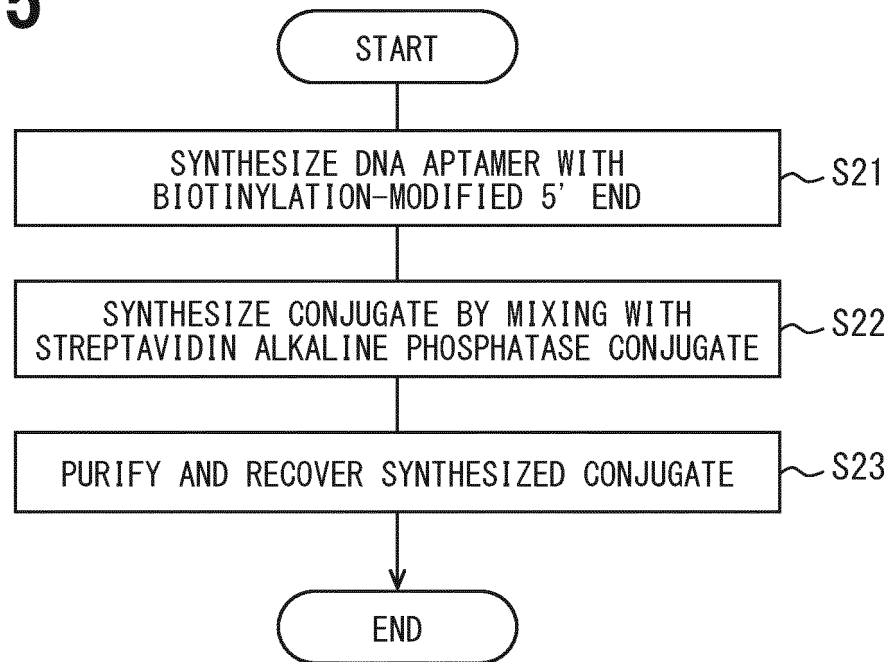 5
START
SYNTHESIZE DNA APTAMER WITH
BIOTINYLATION-MODIFIED 5' END
S21
SYNTHESIZE CONJUGATE BY MIXING WITH
STREPTAVIDIN ALKALINE PHOSPHATASE CONJUGATE
S22
PURIFY AND RECOVER SYNTHESIZED CONJUGATE
S23
END